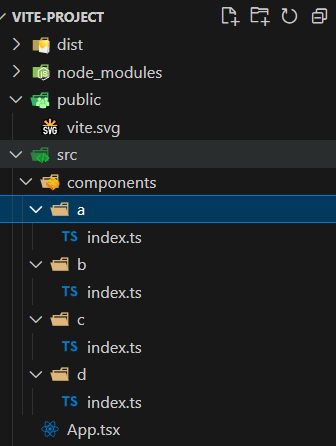 VITE-PROJECT
dist
node_modules
public
SVG vite.svg
src
components
a
TS index.ts
b
TS index.ts
c
TS index.ts
d
TS index.ts
App.tsx